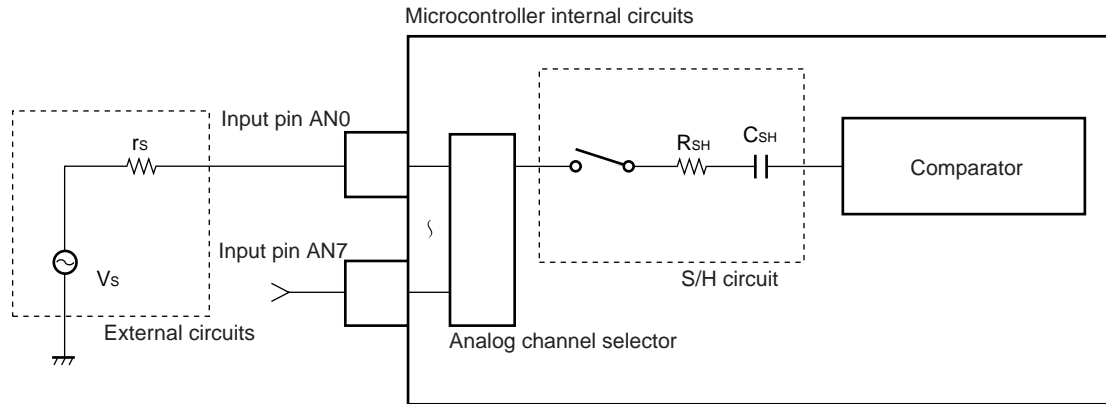 Microcontroller internal circuits
Input pin AN0
rS
RSH
CSH
Comparator
Input pin AN7
VS
S/H circuit
External circuits
Analog channel selector